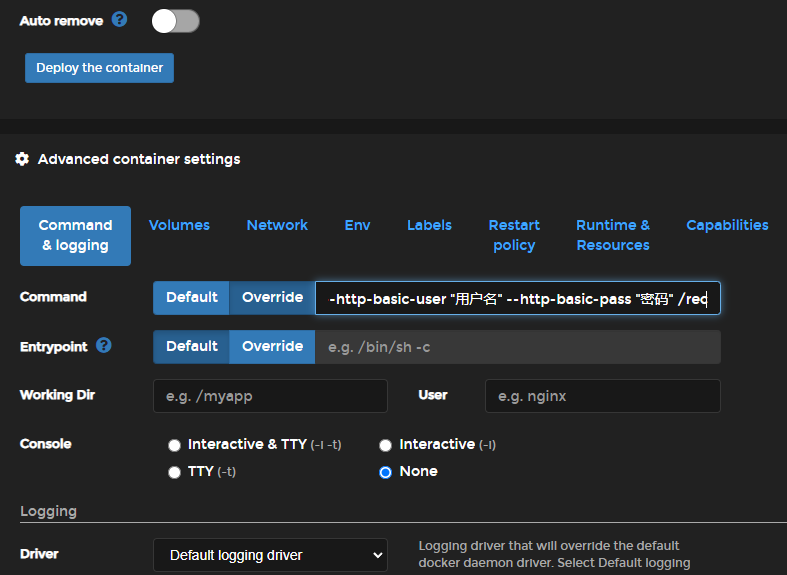 Auto remove
Deploy the container
Advanced container settings
Command & logging
Volumes
Network
Env
Labels
Restart policy
Runtime & Resources
Capabilities
Command
Default
Override
-http-basic-user "用户名" --http-basic-pass "密码" /rec
Entrypoint
Default
Override
e.g. /bin/sh -c
Working Dir
e.g. /myapp
User
e.g. nginx
Console
Interactive & TTY (-i -t)
Interactive (-i)
TTY (-t)
None
Logging
Driver
Default logging driver
Logging driver that will override the default
docker daemon driver. Select Default logging